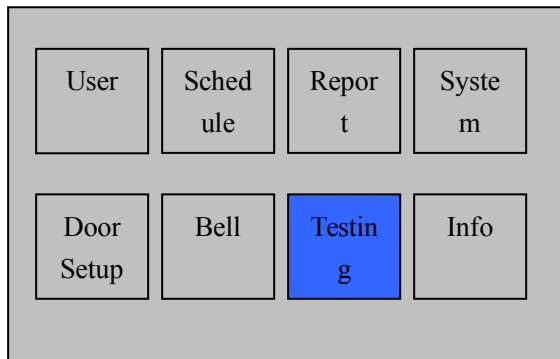 User
Sched
ule
Repor
t
Syste
m
Door
Setup
Bell
Testin
g
Info